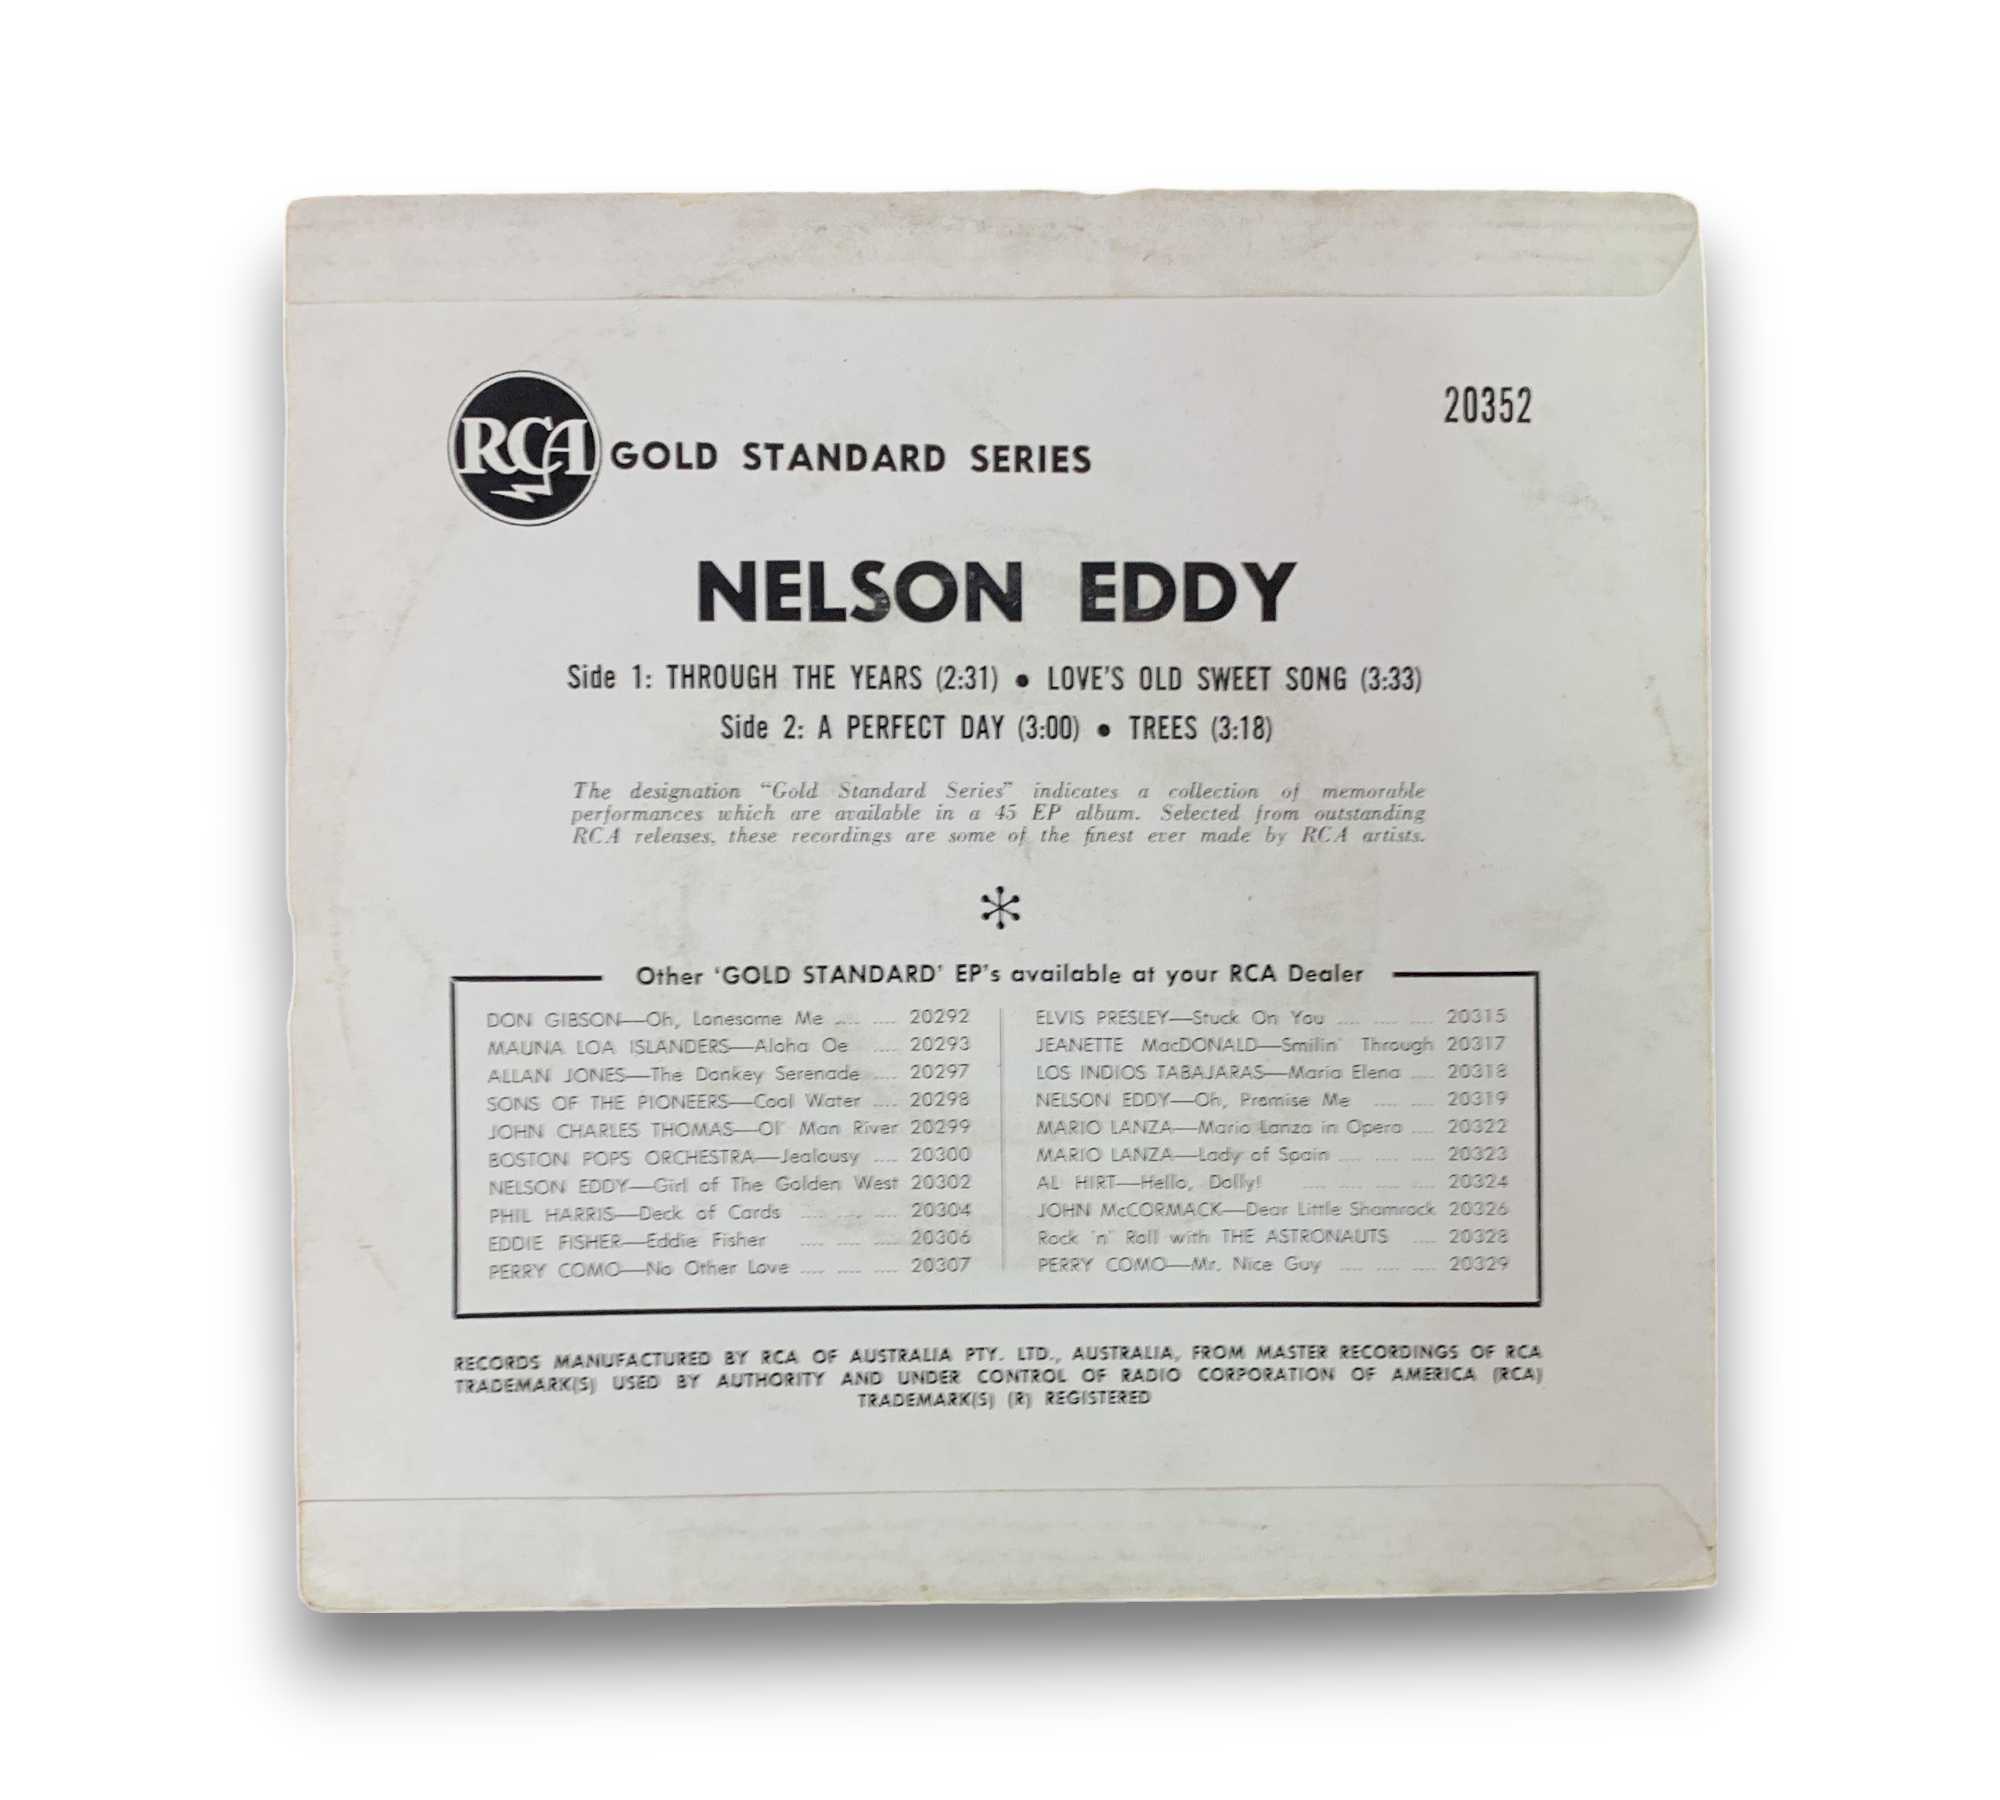 RCA GOLD STANDARD SERIES
20352
NELSON EDDY
Side 1: THROUGH THE YEARS (2:31) • LOVE'S OLD SWEET SONG (3:33)
Side 2: A PERFECT DAY (3:00) • TREES (3:18)
The designation "Gold Standard Series" indicates a collection of memorable
performances which are available in a 45 EP album. Selected from outstanding
RCA releases, these recordings are some of the finest ever made by RCA artists.
Other 'GOLD STANDARD' EP's available at your RCA Dealer
DON GIBSON—Oh, Lonesome Me .... .... 20292
MAUNA LOA ISLANDERS—Aloha Oe .... 20293
ALLAN JONES—The Donkey Serenade .... 20297
SONS OF THE PIONEERS—Cool Water .... 20298
JOHN CHARLES THOMAS—Ol' Man River 20299
BOSTON POPS ORCHESTRA—Jealousy .... 20300
NELSON EDDY—Girl of The Golden West 20302
PHIL HARRIS—Deck of Cards .... .... .... 20304
EDDIE FISHER—Eddie Fisher .... .... .... 20306
PERRY COMO—No Other Love .... .... .... 20307
ELVIS PRESLEY—Stuck On You .... .... .... 20315
JEANETTE MacDONALD—Smilin' Through 20317
LOS INDIOS TABAJARAS—Maria Elena .... 20318
NELSON EDDY—Oh, Promise Me .... .... 20319
MARIO LANZA—Mario Lanza in Opera .... 20322
MARIO LANZA—Lady of Spain .... .... .... 20323
AL HIRT—Hello, Dolly! .... .... .... .... 20324
JOHN McCORMACK—Dear Little Shamrock 20326
Rock 'n' Roll with THE ASTRONAUTS .... 20328
PERRY COMO—Mr. Nice Guy .... .... .... 20329
RECORDS MANUFACTURED BY RCA OF AUSTRALIA PTY. LTD., AUSTRALIA, FROM MASTER RECORDINGS OF RCA
TRADEMARK(S) USED BY AUTHORITY AND UNDER CONTROL OF RADIO CORPORATION OF AMERICA (RCA)
TRADEMARK(S) (R) REGISTERED